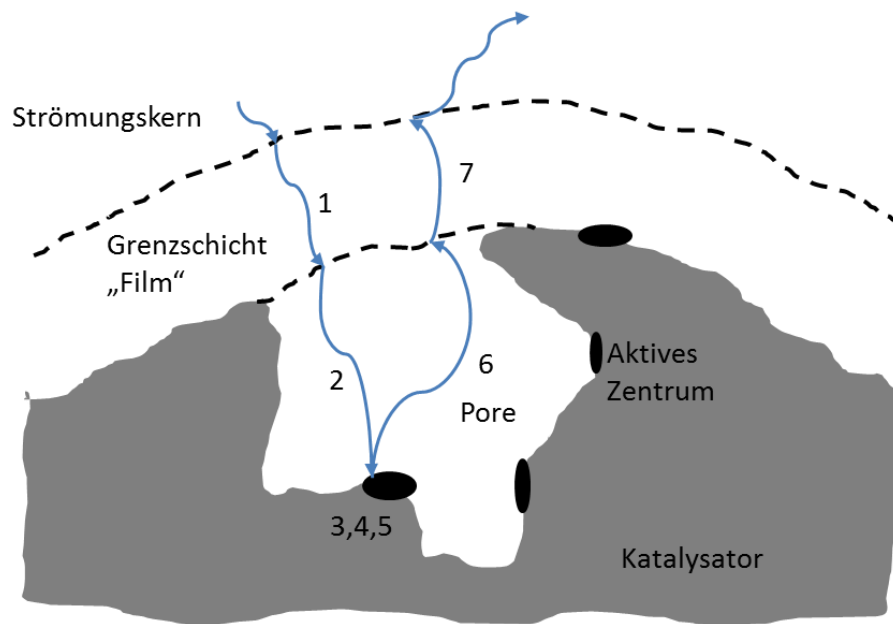 Strömungskern
7
1
Grenzschicht
„Film“
2
6
Aktives
Zentrum
Pore
3,4,5
Katalysator